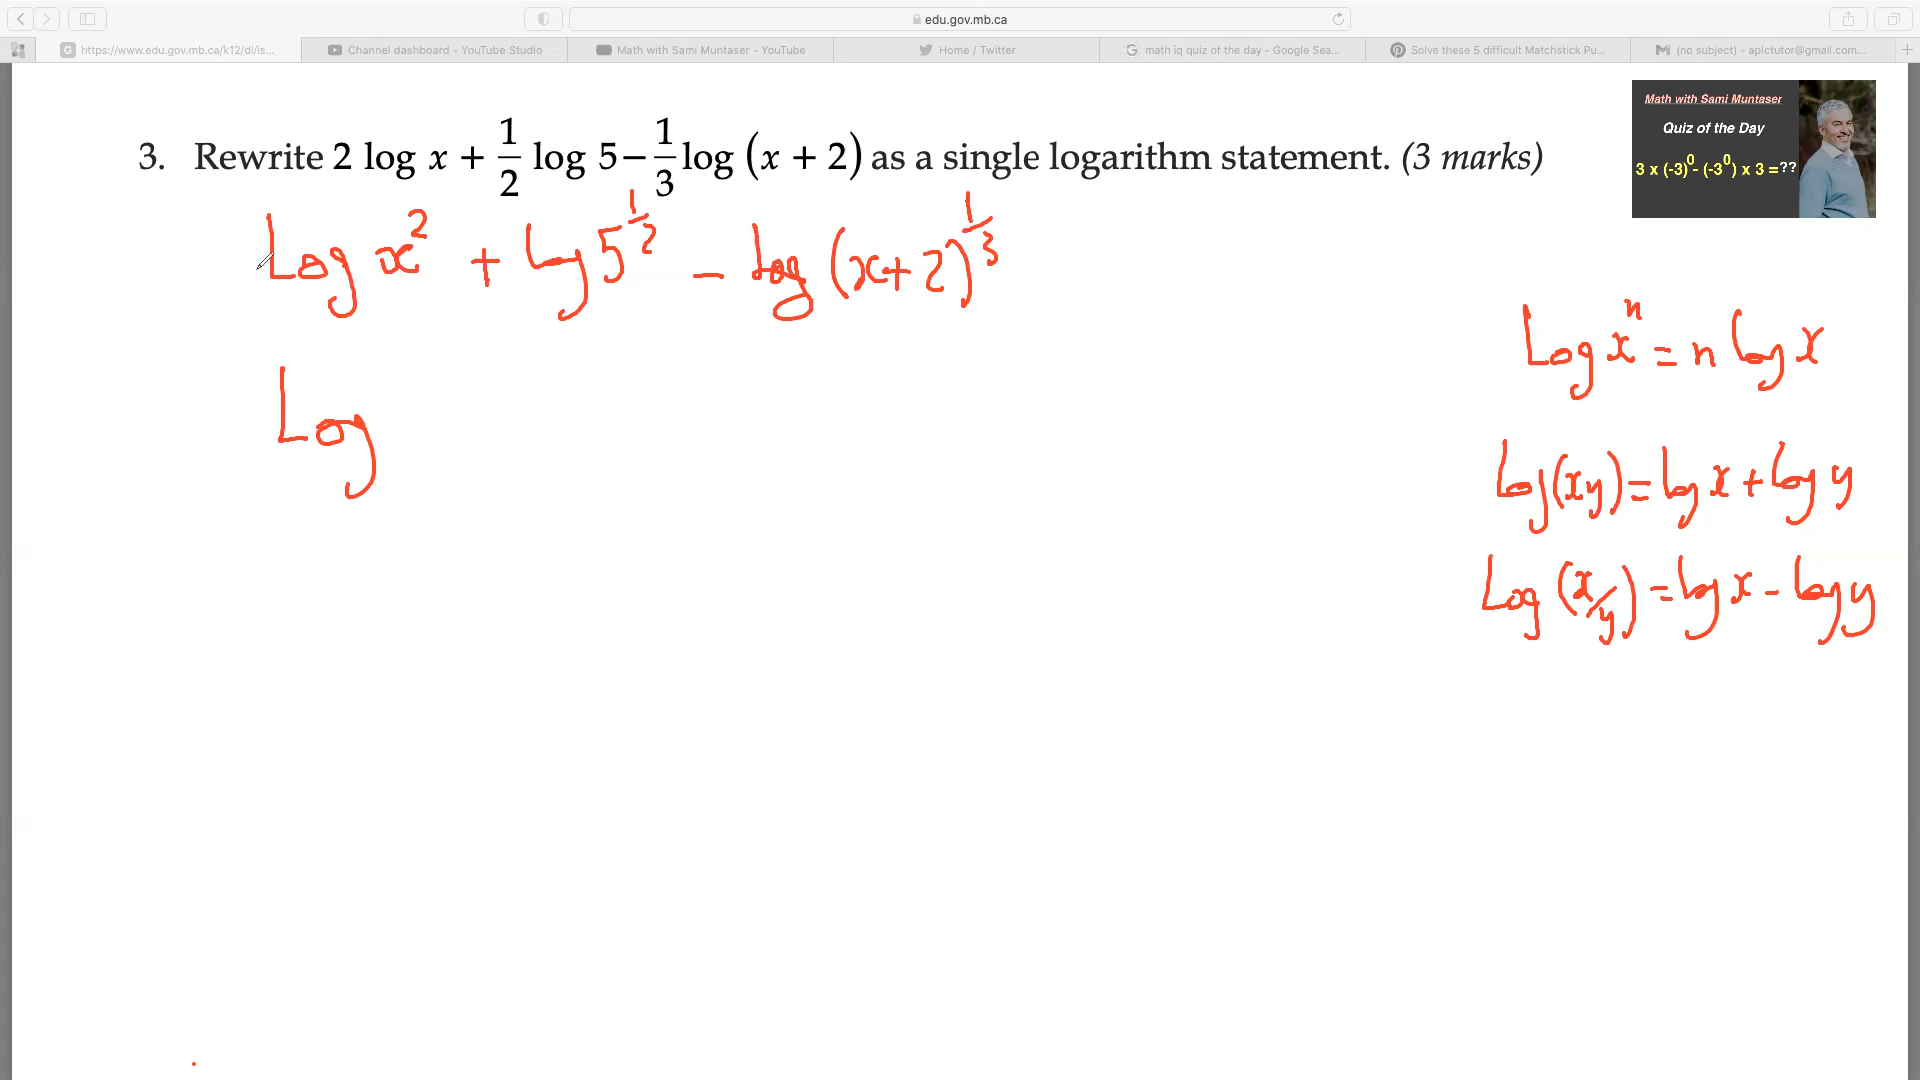 edu.gov.mb.ca
https://www.edu.gov.mb.ca/k12/dl/is... Channel dashboard - YouTube Studio Math with Sami Muntaser - YouTube Home / Twitter math iq quiz of the day - Google Sea... Solve these 5 difficult Matchstick Pu... (no subject) - apictutor@gmail.com...
Math with Sami Muntaser
Quiz of the Day
3 x (-3)⁰ - (-3⁰) x 3 =??
3. Rewrite 2 log x + 1/2 log 5 − 1/3 log (x + 2) as a single logarithm statement. (3 marks)
Log x² + log 5^(1/2) - log (x+2)^(1/3)
Log xⁿ = n log x
Log
log(xy) = log x + log y
Log (x/y) = log x - log y